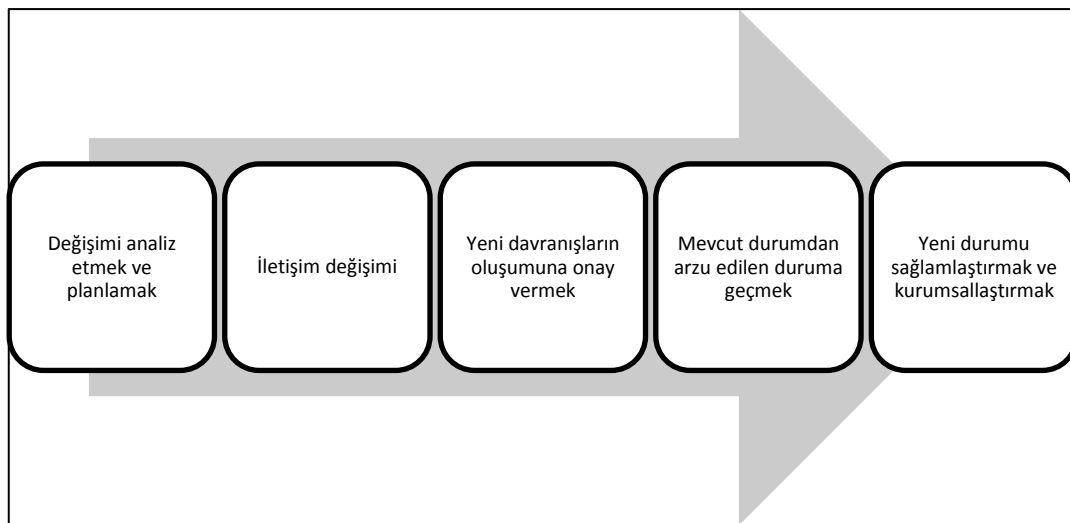 Değişimi analiz
etmek ve
planlamak
İletişim değişimi
Yeni davranışların
oluşumuna onay
vermek
Mevcut durumdan
arzu edilen duruma
geçmek
Yeni durumu
sağlamlaştırmak ve
kurumsallaştırmak